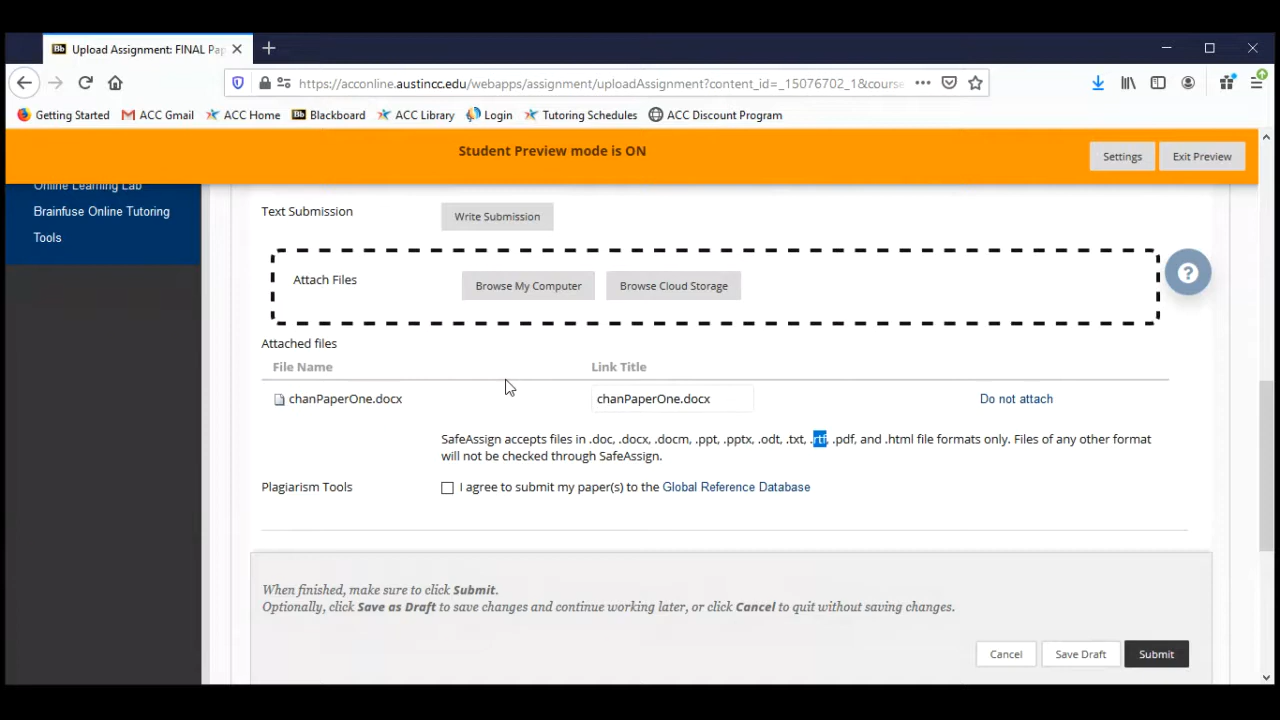 Upload Assignment: FINAL Pap
https://acconline.austincc.edu/webapps/assignment/uploadAssignment?content_id=_15076702_1&course
Getting Started ACC Gmail ACC Home Bb Blackboard ACC Library Login Tutoring Schedules ACC Discount Program
Student Preview mode is ON
Settings Exit Preview
Online Learning Lab
Brainfuse Online Tutoring
Tools
Text Submission Write Submission
Attach Files Browse My Computer Browse Cloud Storage
?
Attached files
File Name Link Title
chanPaperOne.docx chanPaperOne.docx Do not attach
SafeAssign accepts files in .doc, .docx, .docm, .ppt, .pptx, .odt, .txt, .rtf, .pdf, and .html file formats only. Files of any other format
will not be checked through SafeAssign.
Plagiarism Tools I agree to submit my paper(s) to the Global Reference Database
When finished, make sure to click Submit.
Optionally, click Save as Draft to save changes and continue working later, or click Cancel to quit without saving changes.
Cancel Save Draft Submit